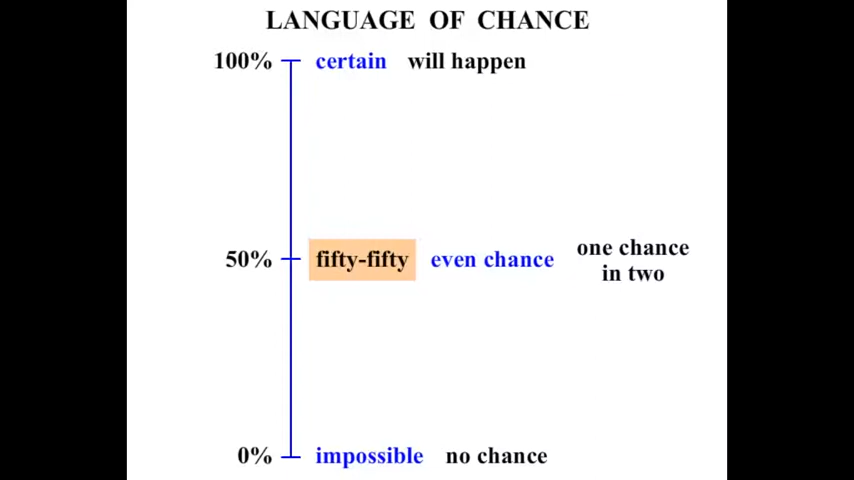 LANGUAGE OF CHANCE
100% certain will happen
50% fifty-fifty even chance one chance
in two
0% impossible no chance